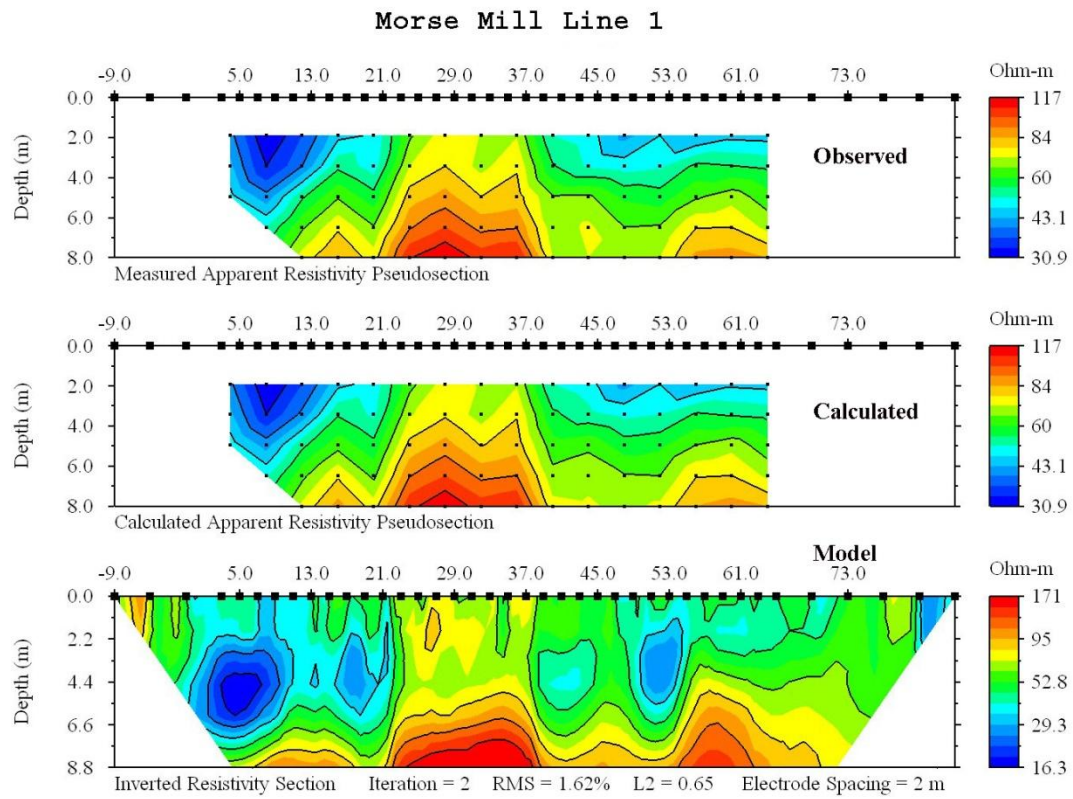 Morse Mill Line 1
-9.0 5.0 13.0 21.0 29.0 37.0 45.0 53.0 61.0 73.0 Ohm-m
0.0 117
2.0 84
Observed
4.0 60
6.0 43.1
8.0 30.9
Depth (m)
Measured Apparent Resistivity Pseudosection
-9.0 5.0 13.0 21.0 29.0 37.0 45.0 53.0 61.0 73.0 Ohm-m
0.0 117
2.0 84
Calculated
4.0 60
6.0 43.1
8.0 30.9
Depth (m)
Calculated Apparent Resistivity Pseudosection
Model
-9.0 5.0 13.0 21.0 29.0 37.0 45.0 53.0 61.0 73.0 Ohm-m
0.0 171
2.2 95
4.4 52.8
6.6 29.3
8.8 16.3
Depth (m)
Inverted Resistivity Section Iteration = 2 RMS = 1.62% L2 = 0.65 Electrode Spacing = 2 m